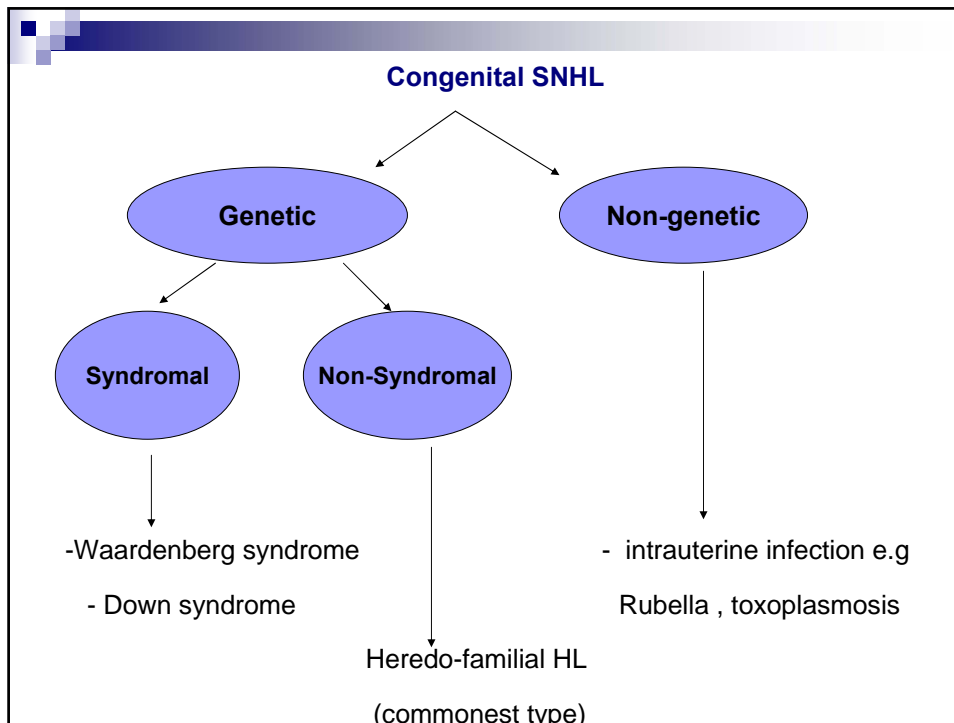 Congenital SNHL
Genetic
Non-genetic
Syndromal
Non-Syndromal
-Waardenberg syndrome
- Down syndrome
- intrauterine infection e.g
Rubella , toxoplasmosis
Heredo-familial HL
(commonest type)